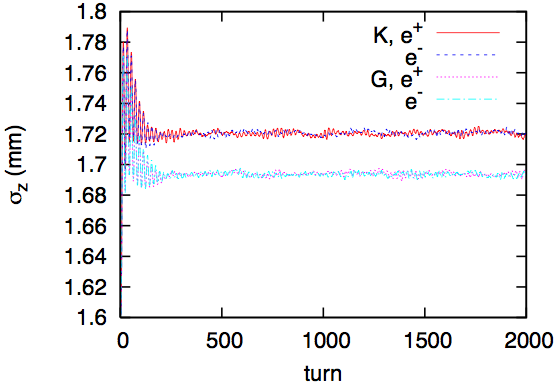 1.8
1.78
1.76
1.74
1.72
1.7
1.68
1.66
1.64
1.62
1.6
σz (mm)
K, e+
e-
G, e+
e-
0 500 1000 1500 2000
turn